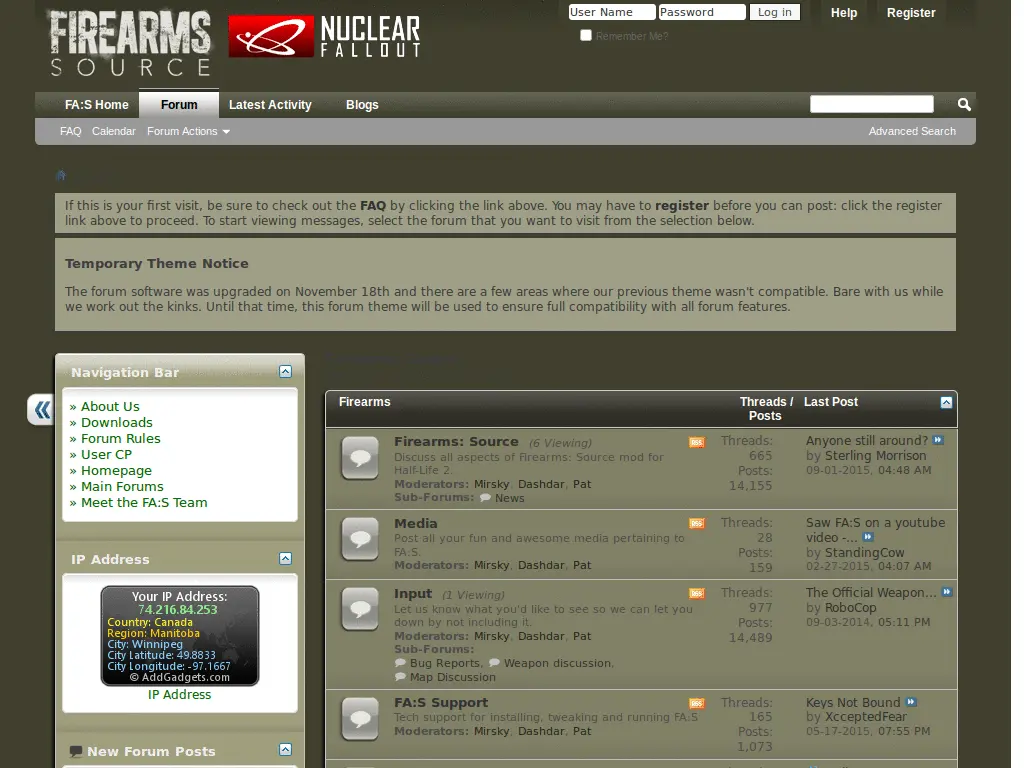 FIREARMS
SOURCE
NUCLEAR
FALLOUT
User Name Password Log in Help Register
Remember Me?
FA:S Home Forum Latest Activity Blogs
FAQ Calendar Forum Actions Advanced Search
If this is your first visit, be sure to check out the FAQ by clicking the link above. You may have to register before you can post: click the register
link above to proceed. To start viewing messages, select the forum that you want to visit from the selection below.
Temporary Theme Notice
The forum software was upgraded on November 18th and there are a few areas where our previous theme wasn't compatible. Bare with us while
we work out the kinks. Until that time, this forum theme will be used to ensure full compatibility with all forum features.
Navigation Bar
» About Us
» Downloads
» Forum Rules
» User CP
» Homepage
» Main Forums
» Meet the FA:S Team
IP Address
Your IP Address:
74.216.84.253
Country: Canada
Region: Manitoba
City: Winnipeg
City Latitude: 49.8833
City Longitude: -97.1667
© AddGadgets.com
IP Address
New Forum Posts
Firearms Threads / Last Post
Posts
Firearms: Source (6 Viewing)
Discuss all aspects of Firearms: Source mod for
Half-Life 2.
Moderators: Mirsky, Dashdar, Pat
Sub-Forums: News
RSS
Threads:
665
Posts:
14,155
Anyone still around?
by Sterling Morrison
09-01-2015, 04:48 AM
Media
Post all your fun and awesome media pertaining to
FA:S.
Moderators: Mirsky, Dashdar, Pat
RSS
Threads:
28
Posts:
159
Saw FA:S on a youtube
video -...
by StandingCow
02-27-2015, 04:07 AM
Input (1 Viewing)
Let us know what you'd like to see so we can let you
down by not including it.
Moderators: Mirsky, Dashdar, Pat
Sub-Forums:
Bug Reports, Weapon discussion,
Map Discussion
RSS
Threads:
977
Posts:
14,489
The Official Weapon...
by RoboCop
09-03-2014, 05:11 PM
FA:S Support
Tech support for installing, tweaking and running FA:S
Moderators: Mirsky, Dashdar, Pat
RSS
Threads:
165
Posts:
1,073
Keys Not Bound
by XcceptedFear
05-17-2015, 07:55 PM